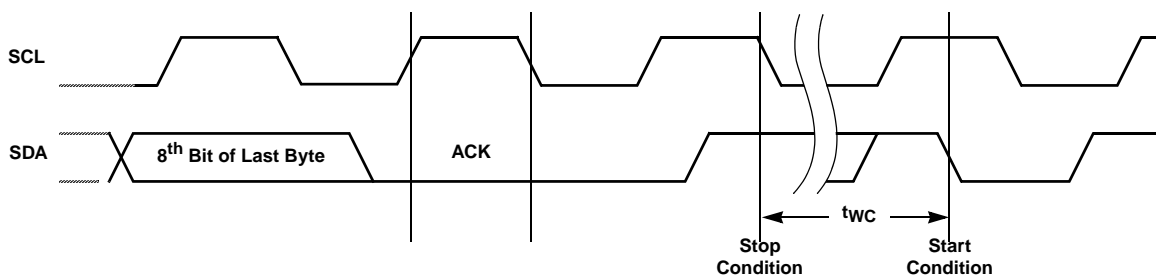 SCL
SDA
8th Bit of Last Byte
ACK
tWC
Stop
Condition
Start
Condition